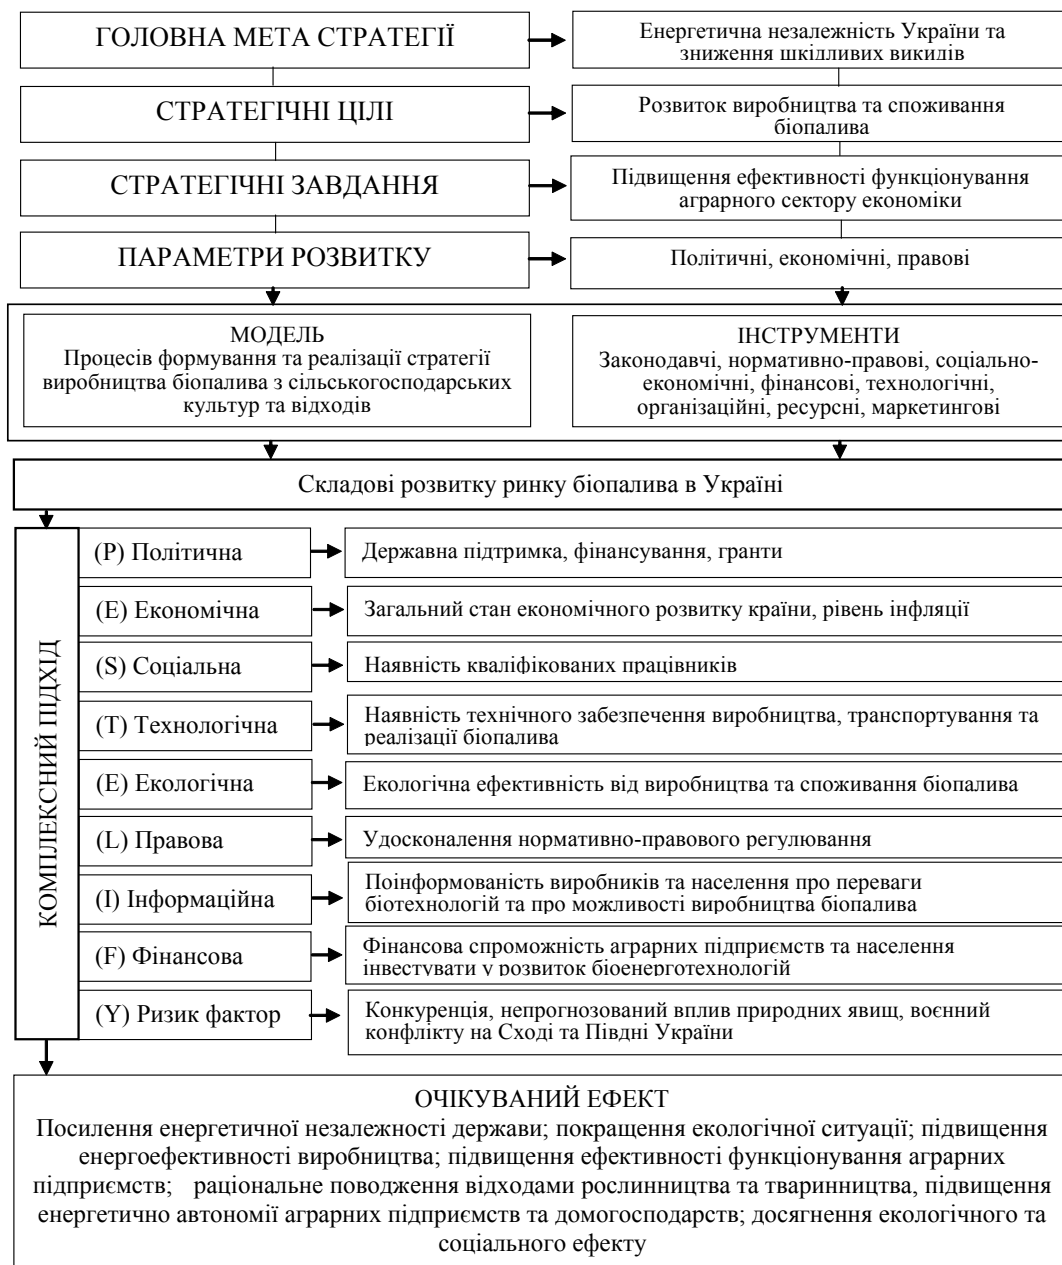 ГОЛОВНА МЕТА СТРАТЕГІЇ
Енергетична незалежність України та
зниження шкідливих викидів
СТРАТЕГІЧНІ ЦІЛІ
Розвиток виробництва та споживання
біопалива
СТРАТЕГІЧНІ ЗАВДАННЯ
Підвищення ефективності функціонування
аграрного сектору економіки
ПАРАМЕТРИ РОЗВИТКУ
Політичні, економічні, правові
МОДЕЛЬ
Процесів формування та реалізації стратегії
виробництва біопалива з сільськогосподарських
культур та відходів
ІНСТРУМЕНТИ
Законодавчі, нормативно-правові, соціально-
економічні, фінансові, технологічні,
організаційні, ресурсні, маркетингові
Складові розвитку ринку біопалива в Україні
КОМПЛЕКСНИЙ ПІДХІД
(P) Політична
Державна підтримка, фінансування, гранти
(E) Економічна
Загальний стан економічного розвитку країни, рівень інфляції
(S) Соціальна
Наявність кваліфікованих працівників
(T) Технологічна
Наявність технічного забезпечення виробництва, транспортування та
реалізації біопалива
(E) Екологічна
Екологічна ефективність від виробництва та споживання біопалива
(L) Правова
Удосконалення нормативно-правового регулювання
(I) Інформаційна
Поінформованість виробників та населення про переваги
біотехнологій та про можливості виробництва біопалива
(F) Фінансова
Фінансова спроможність аграрних підприємств та населення
інвестувати у розвиток біоенерготехнологій
(Y) Ризик фактор
Конкуренція, непрогнозований вплив природних явищ, воєнний
конфлікту на Сході та Півдні України
ОЧІКУВАНИЙ ЕФЕКТ
Посилення енергетичної незалежності держави; покращення екологічної ситуації; підвищення
енергоефективності виробництва; підвищення ефективності функціонування аграрних
підприємств; раціональне поводження відходами рослинництва та тваринництва, підвищення
енергетично автономії аграрних підприємств та домогосподарств; досягнення екологічного та
соціального ефекту